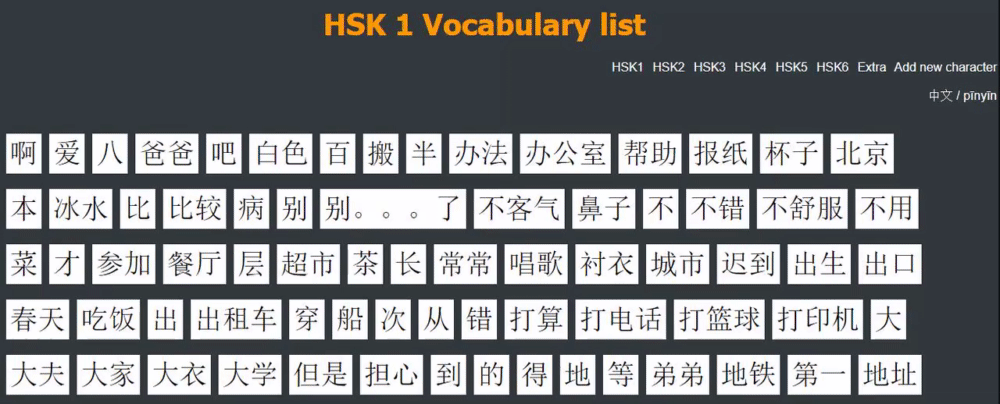 HSK 1 Vocabulary list
HSK1 HSK2 HSK3 HSK4 HSK5 HSK6 Extra Add new character
中文 / pīnyīn
啊 爱 八 爸爸 吧 白色 百 搬 半 办法 办公室 帮助 报纸 杯子 北京
本 冰水 比 比较 病 别 别。。。了 不客气 鼻子 不 不错 不舒服 不用
菜 才 参加 餐厅 层 超市 茶 长 常常 唱歌 衬衣 城市 迟到 出生 出口
春天 吃饭 出 出租车 穿 船 次 从 错 打算 打电话 打篮球 打印机 大
大夫 大家 大衣 大学 但是 担心 到 的 得 地 等 弟弟 地铁 第一 地址